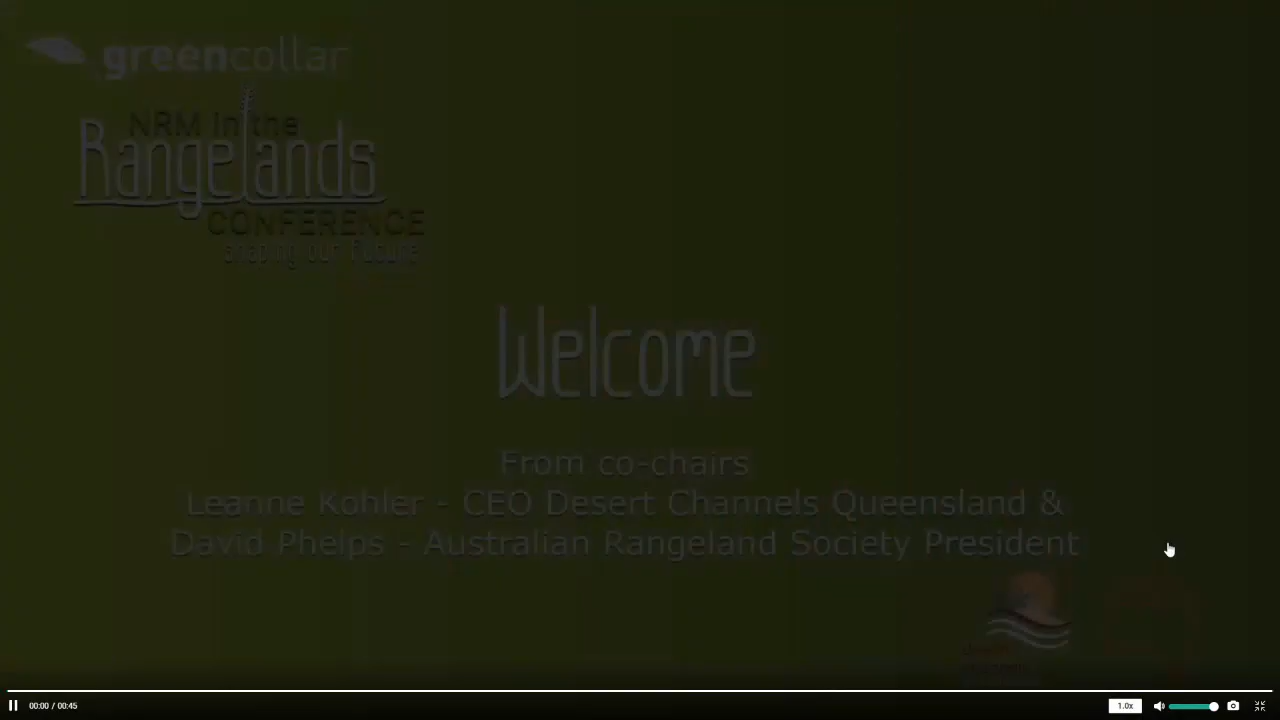 greencollar
NRM in the
Rangelands
CONFERENCE
shaping our Future
Welcome
From co-chairs
Leanne Kohler - CEO Desert Channels Queensland &
David Phelps - Australian Rangeland Society President
00:00 / 00:45
1.0x